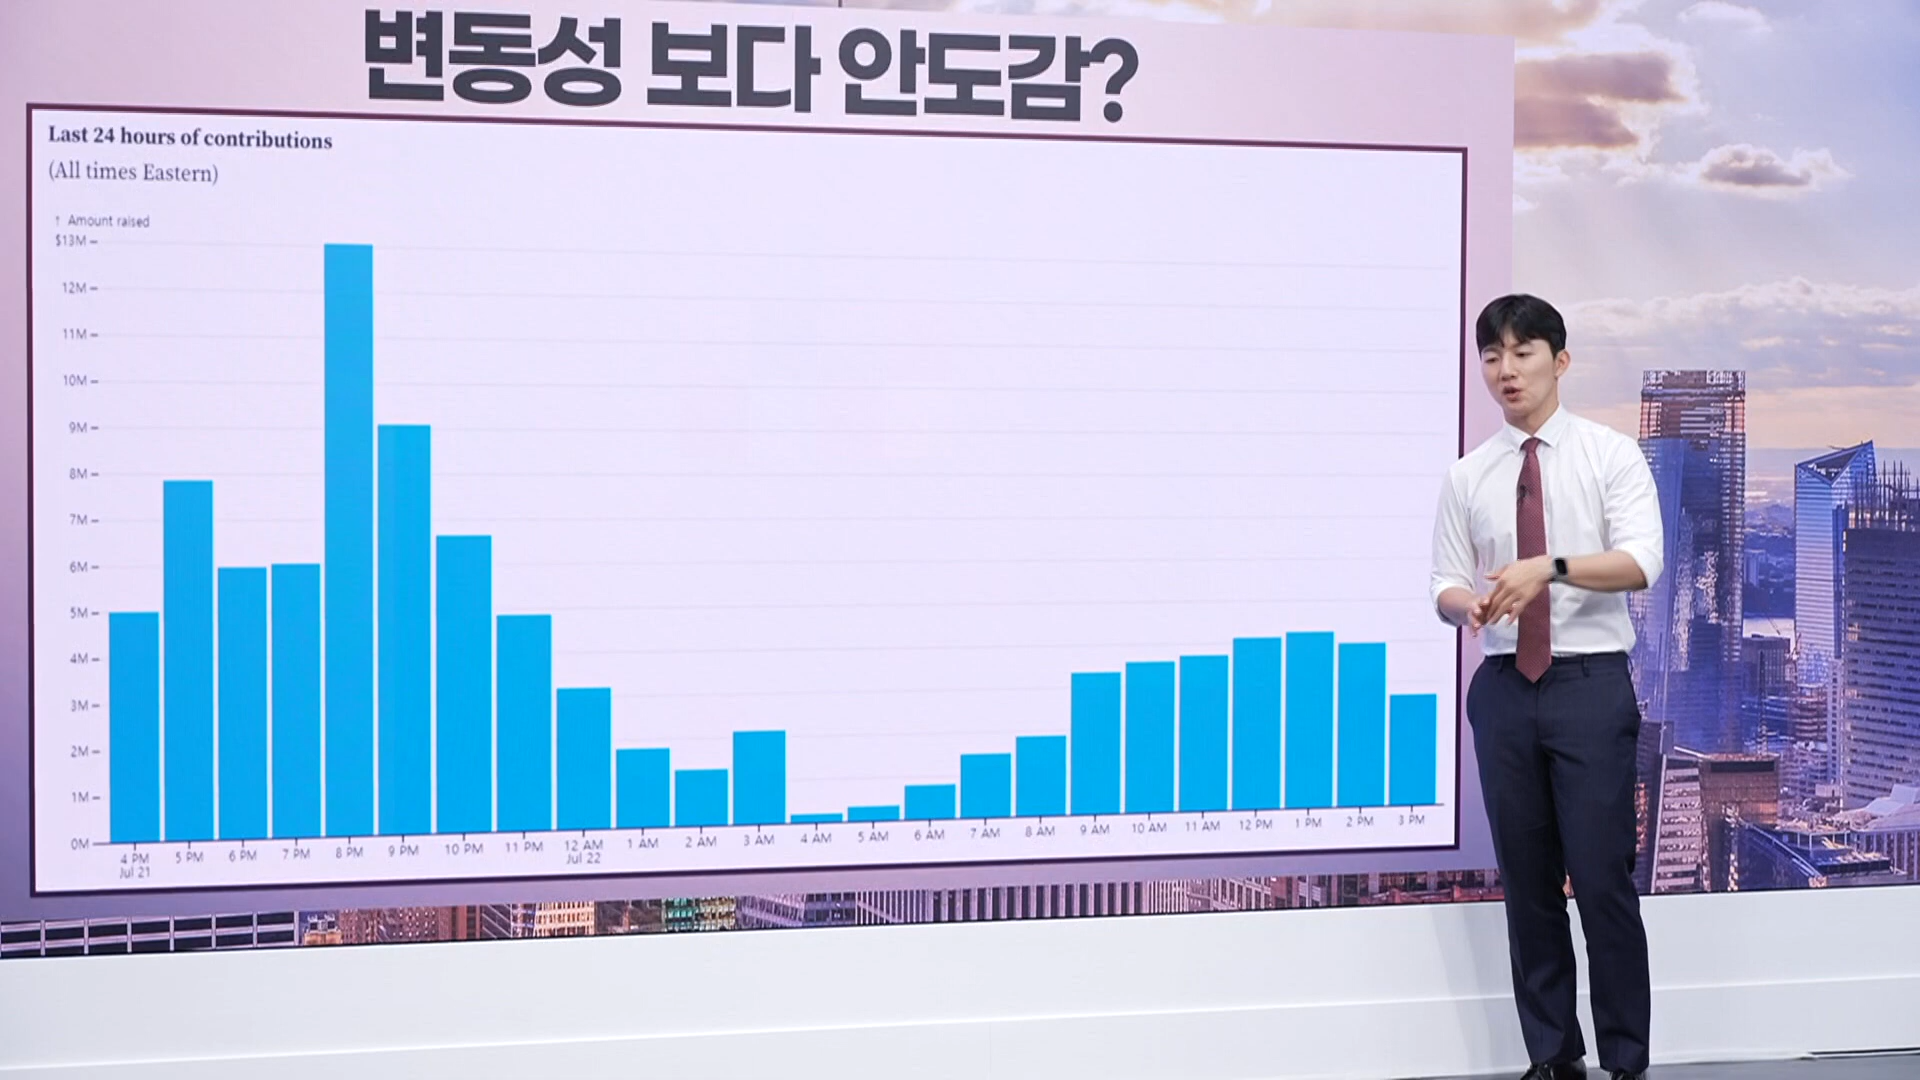 변동성 보다 안도감?
Last 24 hours of contributions
(All times Eastern)
↑ Amount raised
$13M
12M
11M
10M
9M
8M
7M
6M
5M
4M
3M
2M
1M
0M
4 PM 5 PM 6 PM 7 PM 8 PM 9 PM 10 PM 11 PM 12 AM 1 AM 2 AM 3 AM 4 AM 5 AM 6 AM 7 AM 8 AM 9 AM 10 AM 11 AM 12 PM 1 PM 2 PM 3 PM
Jul 21 Jul 22